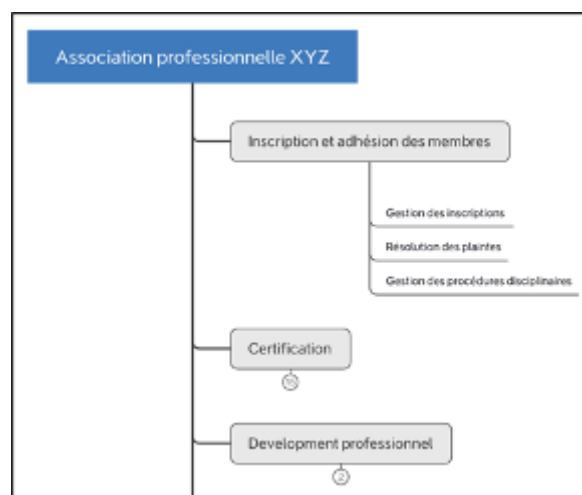 Association professionnelle XYZ
Inscription et adhésion des membres
Gestion des inscriptions
Résolution des plaintes
Gestion des procédures disciplinaires
Certification
Development professionnel
2